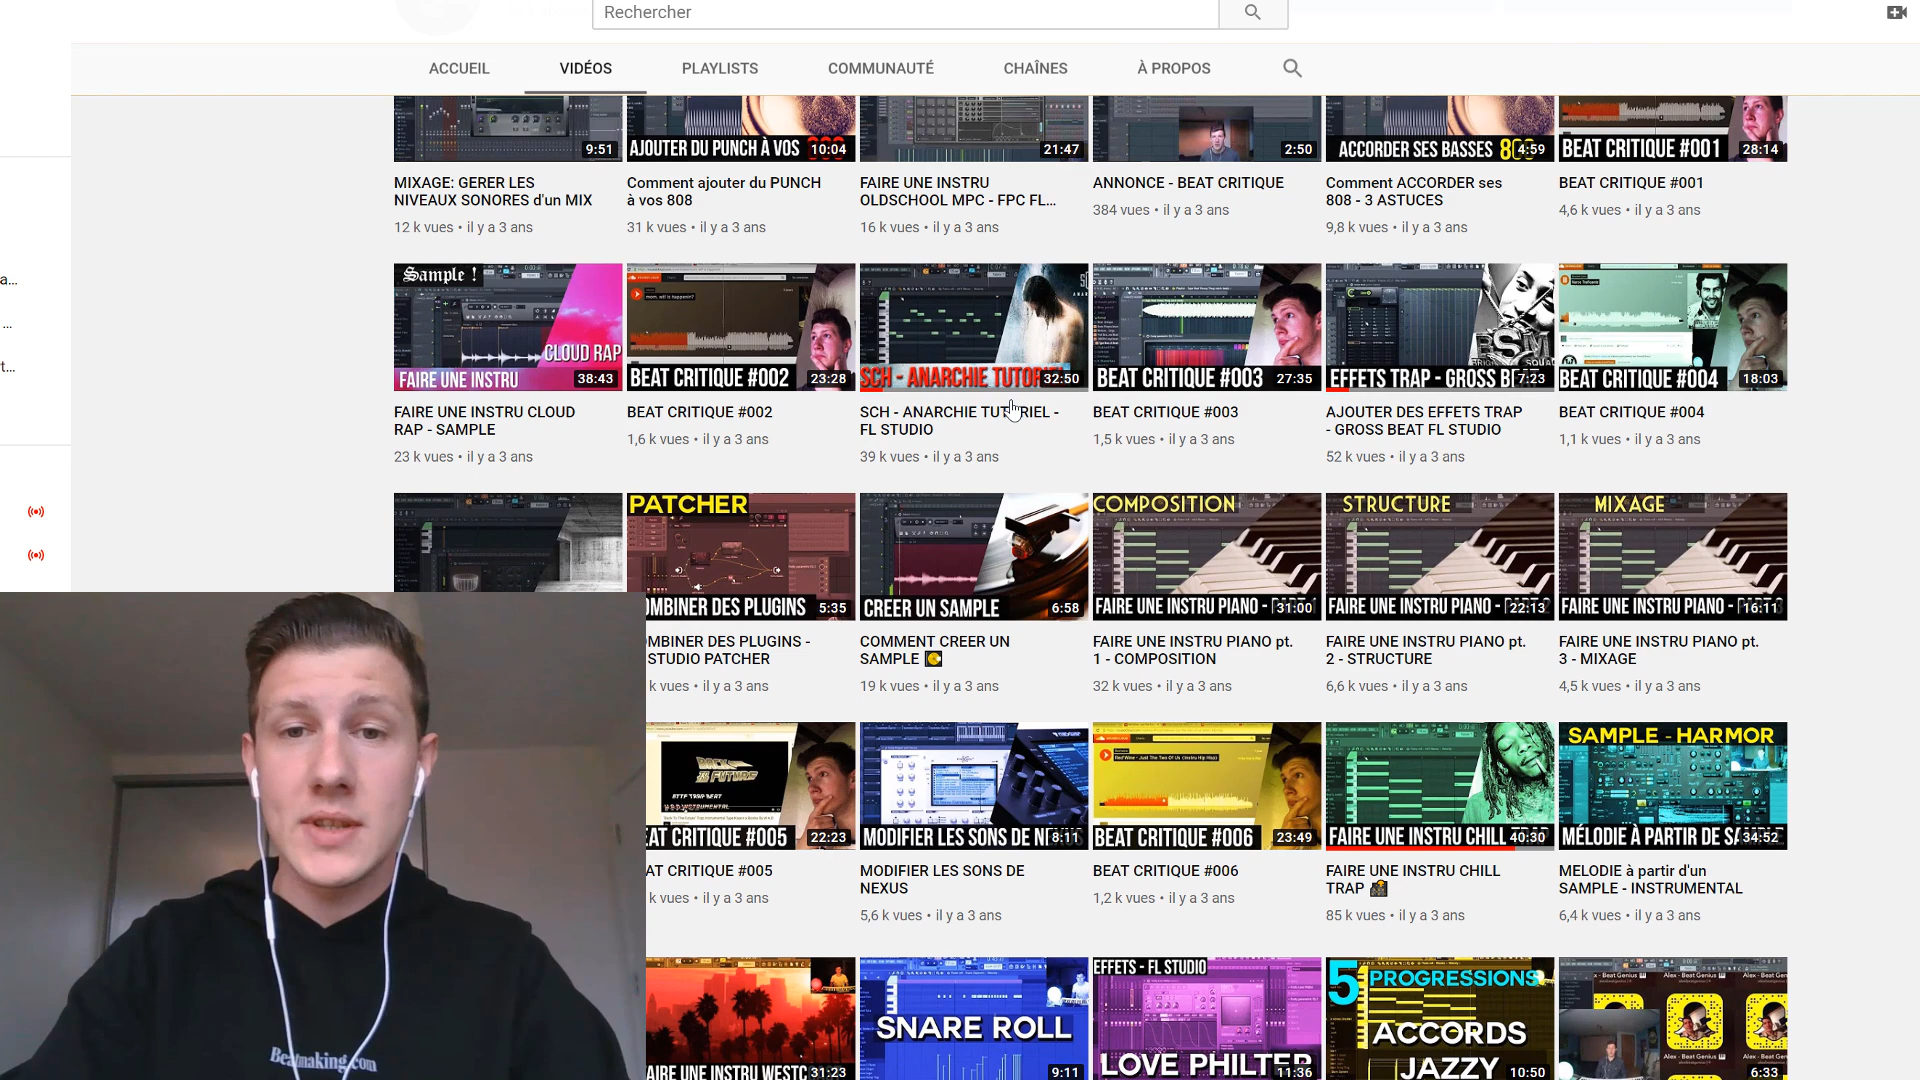 Rechercher
ACCUEIL
VIDÉOS
PLAYLISTS
COMMUNAUTÉ
CHAÎNES
À PROPOS
9:51
AJOUTER DU PUNCH À VOS
10:04
21:47
2:50
ACCORDER SES BASSES
4:59
BEAT CRITIQUE #001
28:14
MIXAGE: GERER LES
NIVEAUX SONORES d'un MIX
12 k vues • il y a 3 ans
Comment ajouter du PUNCH
à vos 808
31 k vues • il y a 3 ans
FAIRE UNE INSTRU
OLDSCHOOL MPC - FPC FL...
16 k vues • il y a 3 ans
ANNONCE - BEAT CRITIQUE
384 vues • il y a 3 ans
Comment ACCORDER ses
808 - 3 ASTUCES
9,8 k vues • il y a 3 ans
BEAT CRITIQUE #001
4,6 k vues • il y a 3 ans
a...
...
t...
Sample !
CLOUD RAP
FAIRE UNE INSTRU
38:43
BEAT CRITIQUE #002
23:28
SCH - ANARCHIE TUTORIEL
32:50
BEAT CRITIQUE #003
27:35
EFFETS TRAP - GROSS B
7:23
BEAT CRITIQUE #004
18:03
FAIRE UNE INSTRU CLOUD
RAP - SAMPLE
23 k vues • il y a 3 ans
BEAT CRITIQUE #002
1,6 k vues • il y a 3 ans
SCH - ANARCHIE TUTORIEL -
FL STUDIO
39 k vues • il y a 3 ans
BEAT CRITIQUE #003
1,5 k vues • il y a 3 ans
AJOUTER DES EFFETS TRAP
- GROSS BEAT FL STUDIO
52 k vues • il y a 3 ans
BEAT CRITIQUE #004
1,1 k vues • il y a 3 ans
PATCHER
OMBINER DES PLUGINS
5:35
CREER UN SAMPLE
6:58
COMPOSITION
FAIRE UNE INSTRU PIANO -
31:00
STRUCTURE
FAIRE UNE INSTRU PIANO -
22:13
MIXAGE
FAIRE UNE INSTRU PIANO -
16:11
OMBINER DES PLUGINS -
STUDIO PATCHER
k vues • il y a 3 ans
COMMENT CREER UN
SAMPLE
19 k vues • il y a 3 ans
FAIRE UNE INSTRU PIANO pt.
1 - COMPOSITION
32 k vues • il y a 3 ans
FAIRE UNE INSTRU PIANO pt.
2 - STRUCTURE
6,6 k vues • il y a 3 ans
FAIRE UNE INSTRU PIANO pt.
3 - MIXAGE
4,5 k vues • il y a 3 ans
BACK
FUTURE
EAT CRITIQUE #005
22:23
MODIFIER LES SONS DE NEXUS
8:11
BEAT CRITIQUE #006
23:49
FAIRE UNE INSTRU CHILL TRAP
40:30
SAMPLE - HARMOR
MÉLODIE À PARTIR DE SA
34:52
AT CRITIQUE #005
k vues • il y a 3 ans
MODIFIER LES SONS DE
NEXUS
5,6 k vues • il y a 3 ans
BEAT CRITIQUE #006
1,2 k vues • il y a 3 ans
FAIRE UNE INSTRU CHILL
TRAP
85 k vues • il y a 3 ans
MELODIE à partir d'un
SAMPLE - INSTRUMENTAL
6,4 k vues • il y a 3 ans
AIRE UNE INSTRU WESTC
31:23
SNARE ROLL
9:11
EFFETS - FL STUDIO
LOVE PHILTER
11:36
5 PROGRESSIONS
ACCORDS
JAZZY
10:50
Alex - Beat Genius
6:33
Beatmaking.com